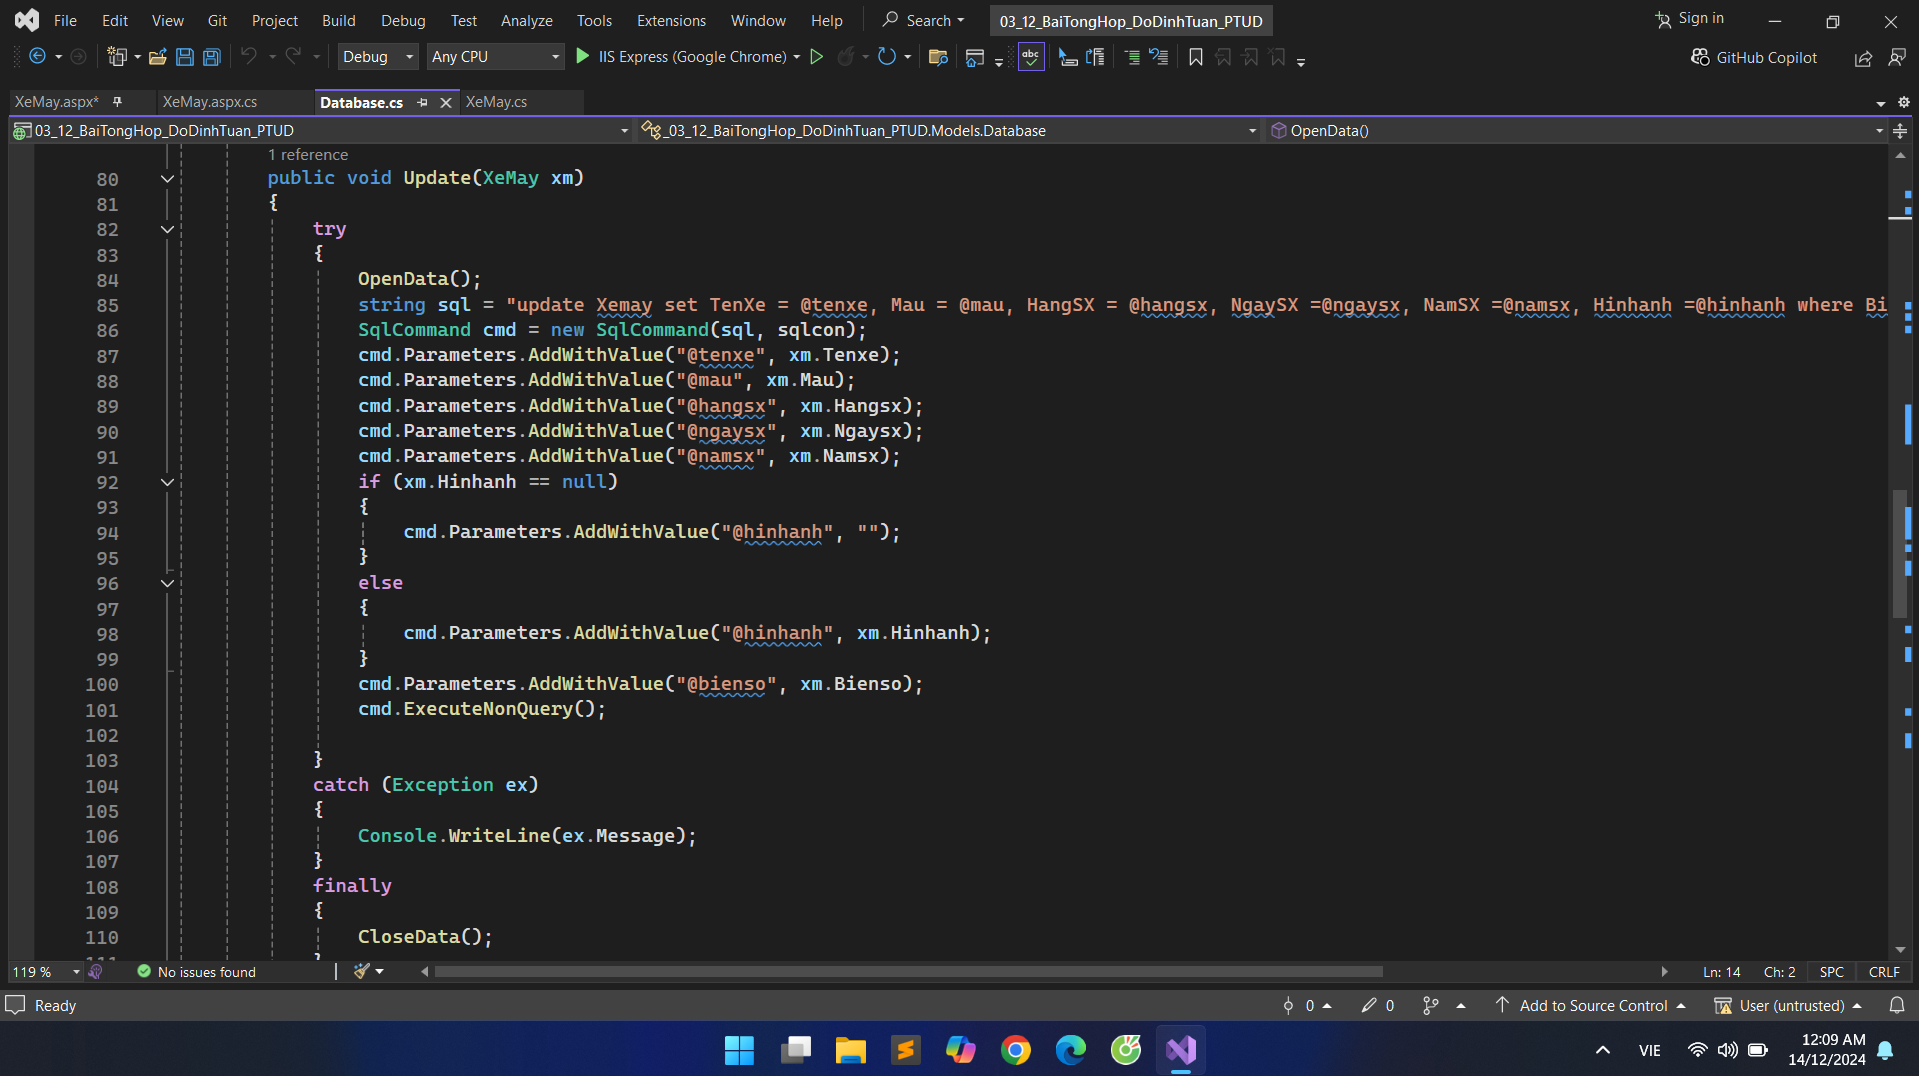 File Edit View Git Project Build Debug Test Analyze Tools Extensions Window Help Search 03_12_BaiTongHop_DoDinhTuan_PTUD Sign in
Debug Any CPU IIS Express (Google Chrome) abc GitHub Copilot
XeMay.aspx* XeMay.aspx.cs Database.cs XeMay.cs
03_12_BaiTongHop_DoDinhTuan_PTUD _03_12_BaiTongHop_DoDinhTuan_PTUD.Models.Database OpenData()
1 reference
80 public void Update(XeMay xm)
81 {
82 try
83 {
84 OpenData();
85 string sql = "update Xemay set TenXe = @tenxe, Mau = @mau, HangSX = @hangsx, NgaySX =@ngaysx, NamSX =@namsx, Hinhanh =@hinhanh where Bi
86 SqlCommand cmd = new SqlCommand(sql, sqlcon);
87 cmd.Parameters.AddWithValue("@tenxe", xm.Tenxe);
88 cmd.Parameters.AddWithValue("@mau", xm.Mau);
89 cmd.Parameters.AddWithValue("@hangsx", xm.Hangsx);
90 cmd.Parameters.AddWithValue("@ngaysx", xm.Ngaysx);
91 cmd.Parameters.AddWithValue("@namsx", xm.Namsx);
92 if (xm.Hinhanh == null)
93 {
94 cmd.Parameters.AddWithValue("@hinhanh", "");
95 }
96 else
97 {
98 cmd.Parameters.AddWithValue("@hinhanh", xm.Hinhanh);
99 }
100 cmd.Parameters.AddWithValue("@bienso", xm.Bienso);
101 cmd.ExecuteNonQuery();
102
103 }
104 catch (Exception ex)
105 {
106 Console.WriteLine(ex.Message);
107 }
108 finally
109 {
110 CloseData();
119 % No issues found Ln: 14 Ch: 2 SPC CRLF
Ready 0 0 Add to Source Control User (untrusted)
VIE 12:09 AM
14/12/2024